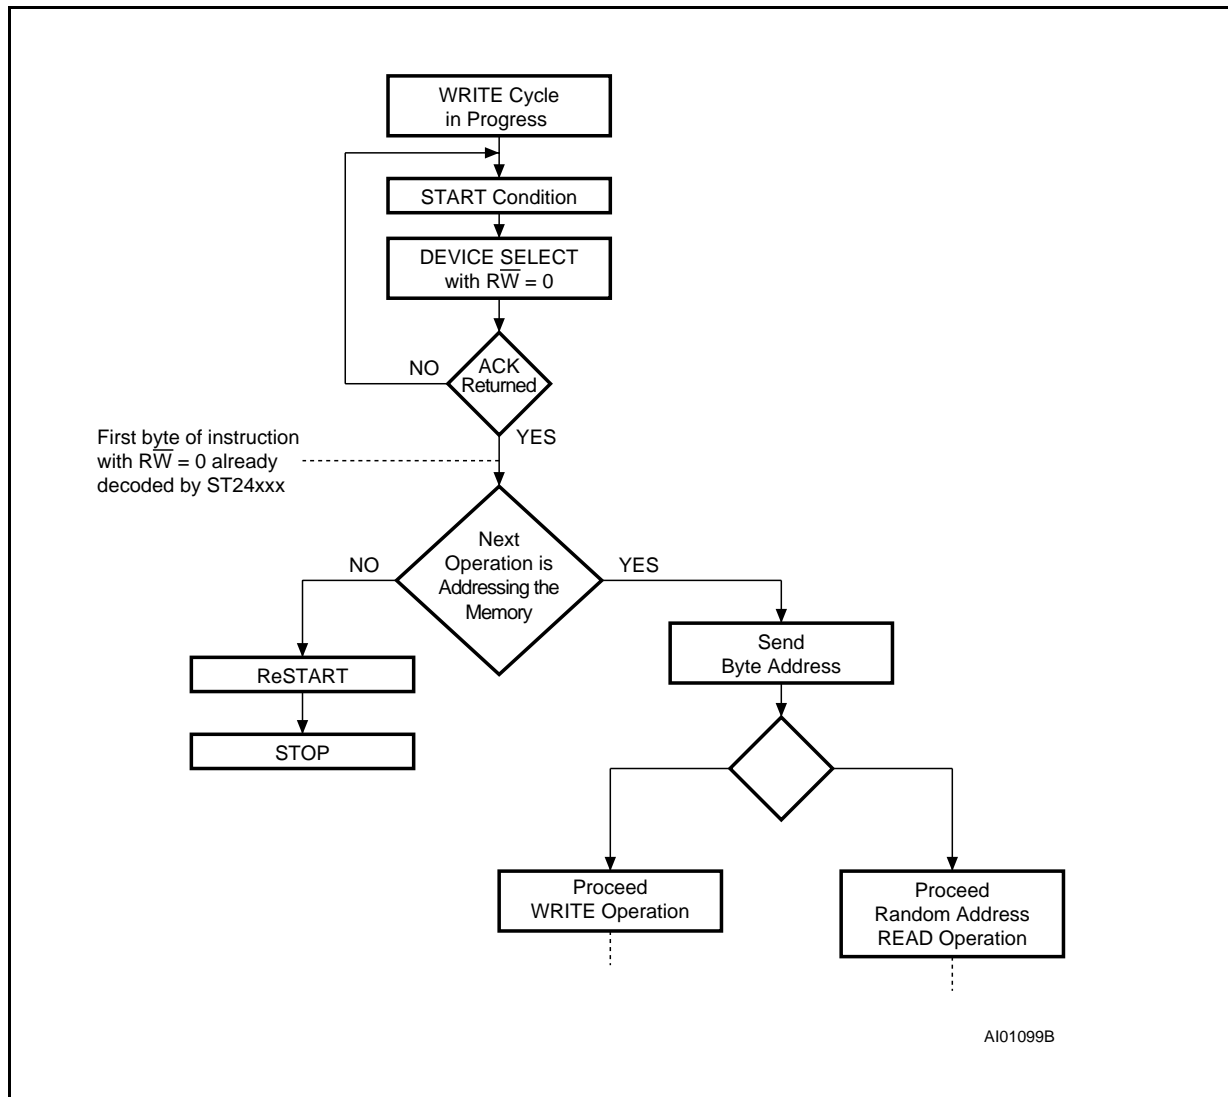 WRITE Cycle
in Progress
START Condition
DEVICE SELECT
with RW̅ = 0
NO
ACK
Returned
YES
First byte of instruction
with RW̅ = 0 already
decoded by ST24xxx
NO
Next
Operation is
Addressing the
Memory
YES
Send
Byte Address
ReSTART
STOP
Proceed
WRITE Operation
Proceed
Random Address
READ Operation
AI01099B